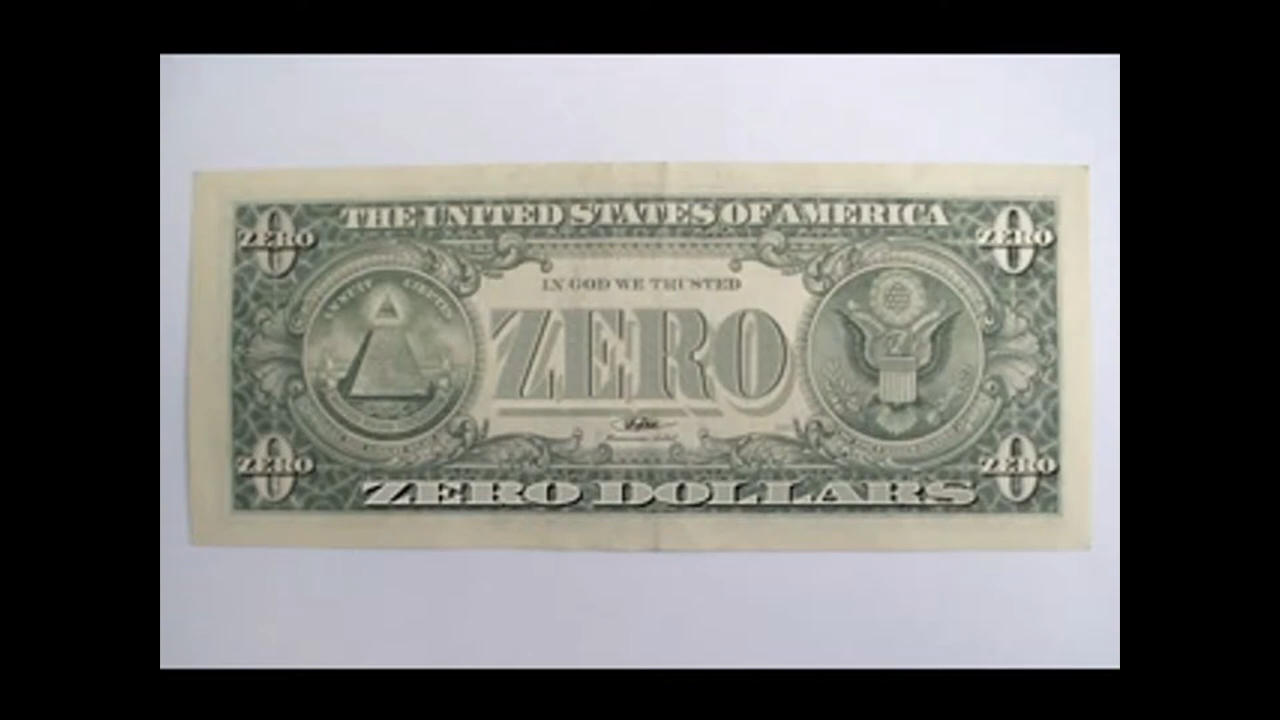 THE UNITED STATES OF AMERICA
0 ZERO
0 ZERO
IN GOD WE TRUSTED
ZERO
0 ZERO
0 ZERO
ZERO DOLLARS